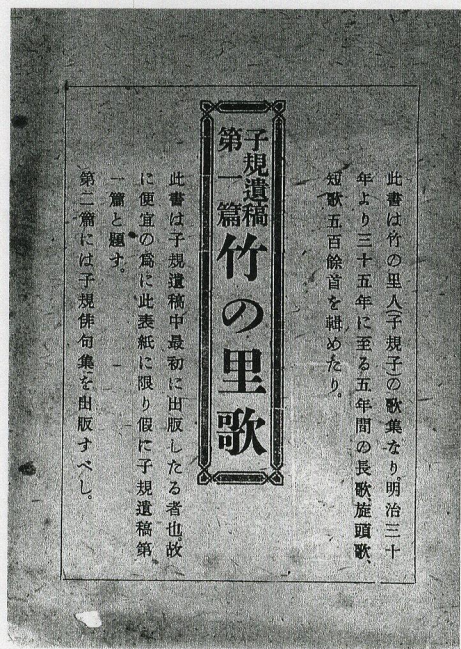 此書は竹の里人(子規子)の歌集なり。明治三十
年より三十五年に至る五年間の長歌、旋頭歌、
短歌五百餘首を輯めたり。
子規遺稿
第一篇
竹の里歌
此書は子規遺稿中最初に出版したる者也。故
に便宜の爲に此表紙に限り假に子規遺稿第
一篇と題す。
第二篇には子規俳句集を出版すべし。